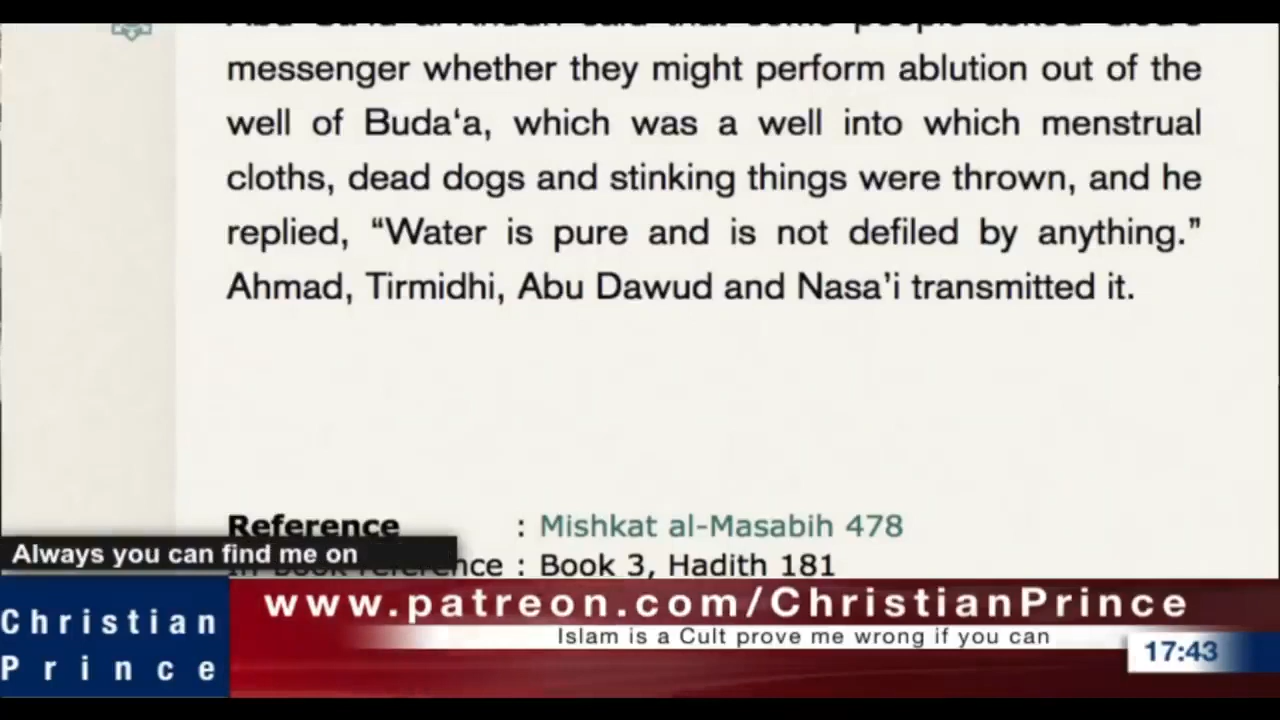 messenger whether they might perform ablution out of the
well of Buda‘a, which was a well into which menstrual
cloths, dead dogs and stinking things were thrown, and he
replied, “Water is pure and is not defiled by anything.”
Ahmad, Tirmidhi, Abu Dawud and Nasa’i transmitted it.
Reference : Mishkat al-Masabih 478
: Book 3, Hadith 181
Always you can find me on
Christian
Prince
www.patreon.com/ChristianPrince
Islam is a Cult prove me wrong if you can
17:43